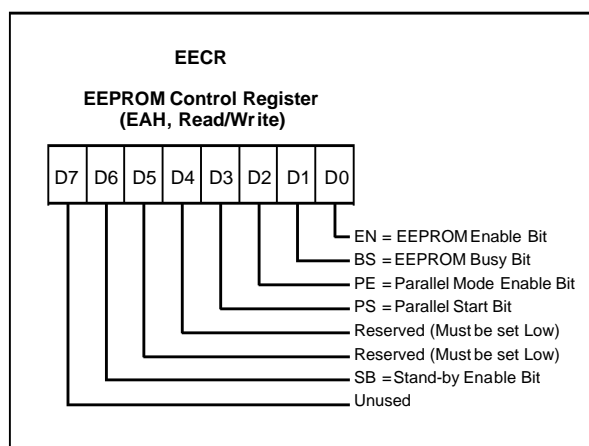 EECR
EEPROM Control Register
(EAH, Read/Write)
D7 D6 D5 D4 D3 D2 D1 D0
EN = EEPROM Enable Bit
BS = EEPROM Busy Bit
PE = Parallel Mode Enable Bit
PS = Parallel Start Bit
Reserved (Must be set Low)
Reserved (Must be set Low)
SB = Stand-by Enable Bit
Unused